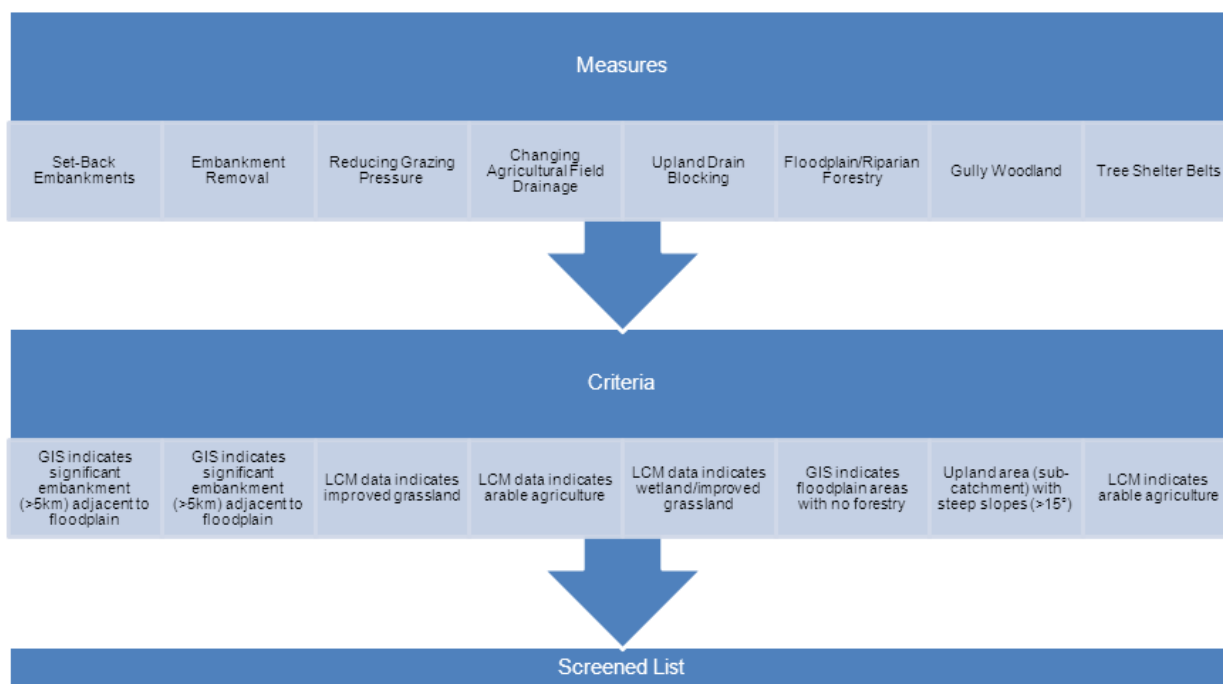 Measures
Set-Back
Embankments
Embankment
Removal
Reducing Grazing
Pressure
Changing
Agricultural Field
Drainage
Upland Drain
Blocking
Floodplain/Riparian
Forestry
Gully Woodland
Tree Shelter Belts
Criteria
GIS indicates
significant
embankment
(>5km) adjacent to
floodplain
GIS indicates
significant
embankment
(>5km) adjacent to
floodplain
LCM data indicates
improved grassland
LCM data indicates
arable agriculture
LCM data indicates
wetland/improved
grassland
GIS indicates
floodplain areas
with no forestry
Upland area (sub-
catchment) with
steep slopes (>15°)
LCM indicates
arable agriculture
Screened List